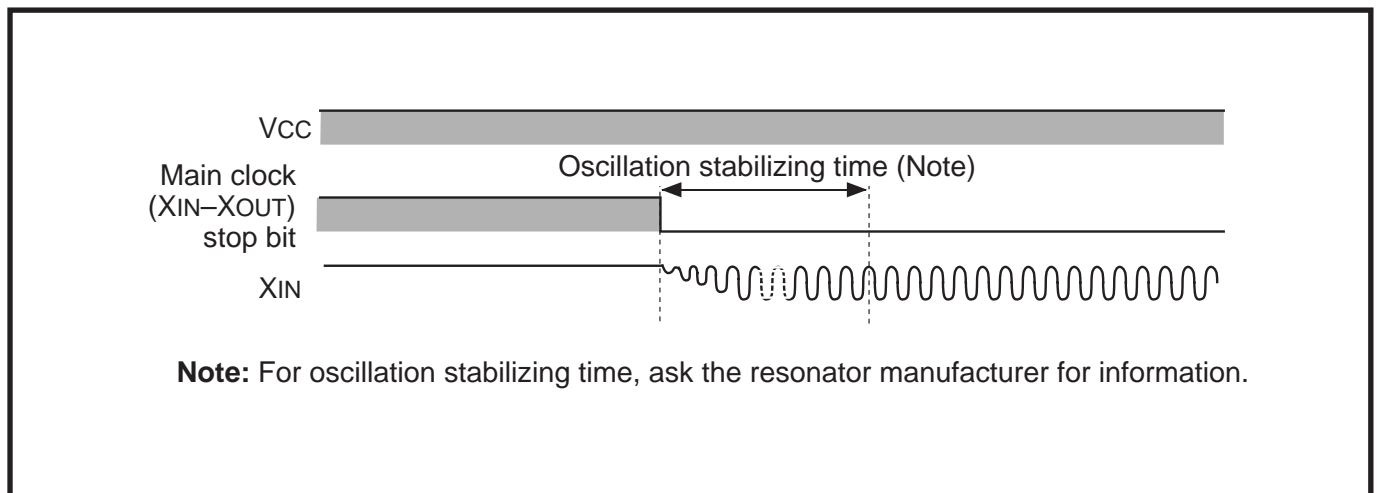 VCC
Oscillation stabilizing time (Note)
Main clock
(XIN–XOUT)
stop bit
XIN
Note: For oscillation stabilizing time, ask the resonator manufacturer for information.